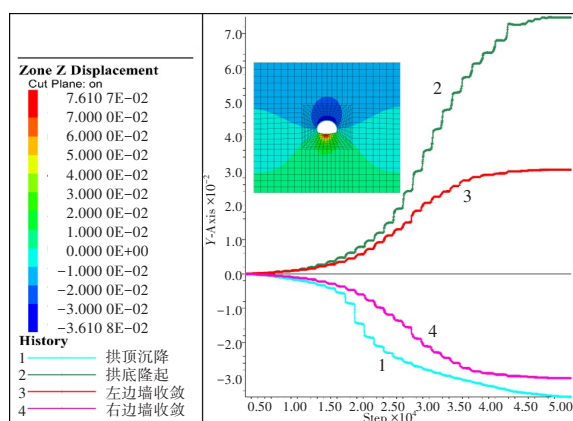 Zone Z Displacement
Cut Plane: on
7.610 7E-02
7.000 0E-02
6.000 0E-02
5.000 0E-02
4.000 0E-02
3.000 0E-02
2.000 0E-02
1.000 0E-02
0.000 0E+00
−1.000 0E-02
−2.000 0E-02
−3.000 0E-02
−3.610 8E-02
History
1 拱顶沉降
2 拱底隆起
3 左边墙收敛
4 右边墙收敛
Y-Axis ×10⁻²
7.0
6.0
5.0
4.0
3.0
2.0
1.0
0.0
-1.0
-2.0
-3.0
2
3
4
1
0.50 1.00 1.50 2.00 2.50 3.00 3.50 4.00 4.50 5.00
Step ×10⁴